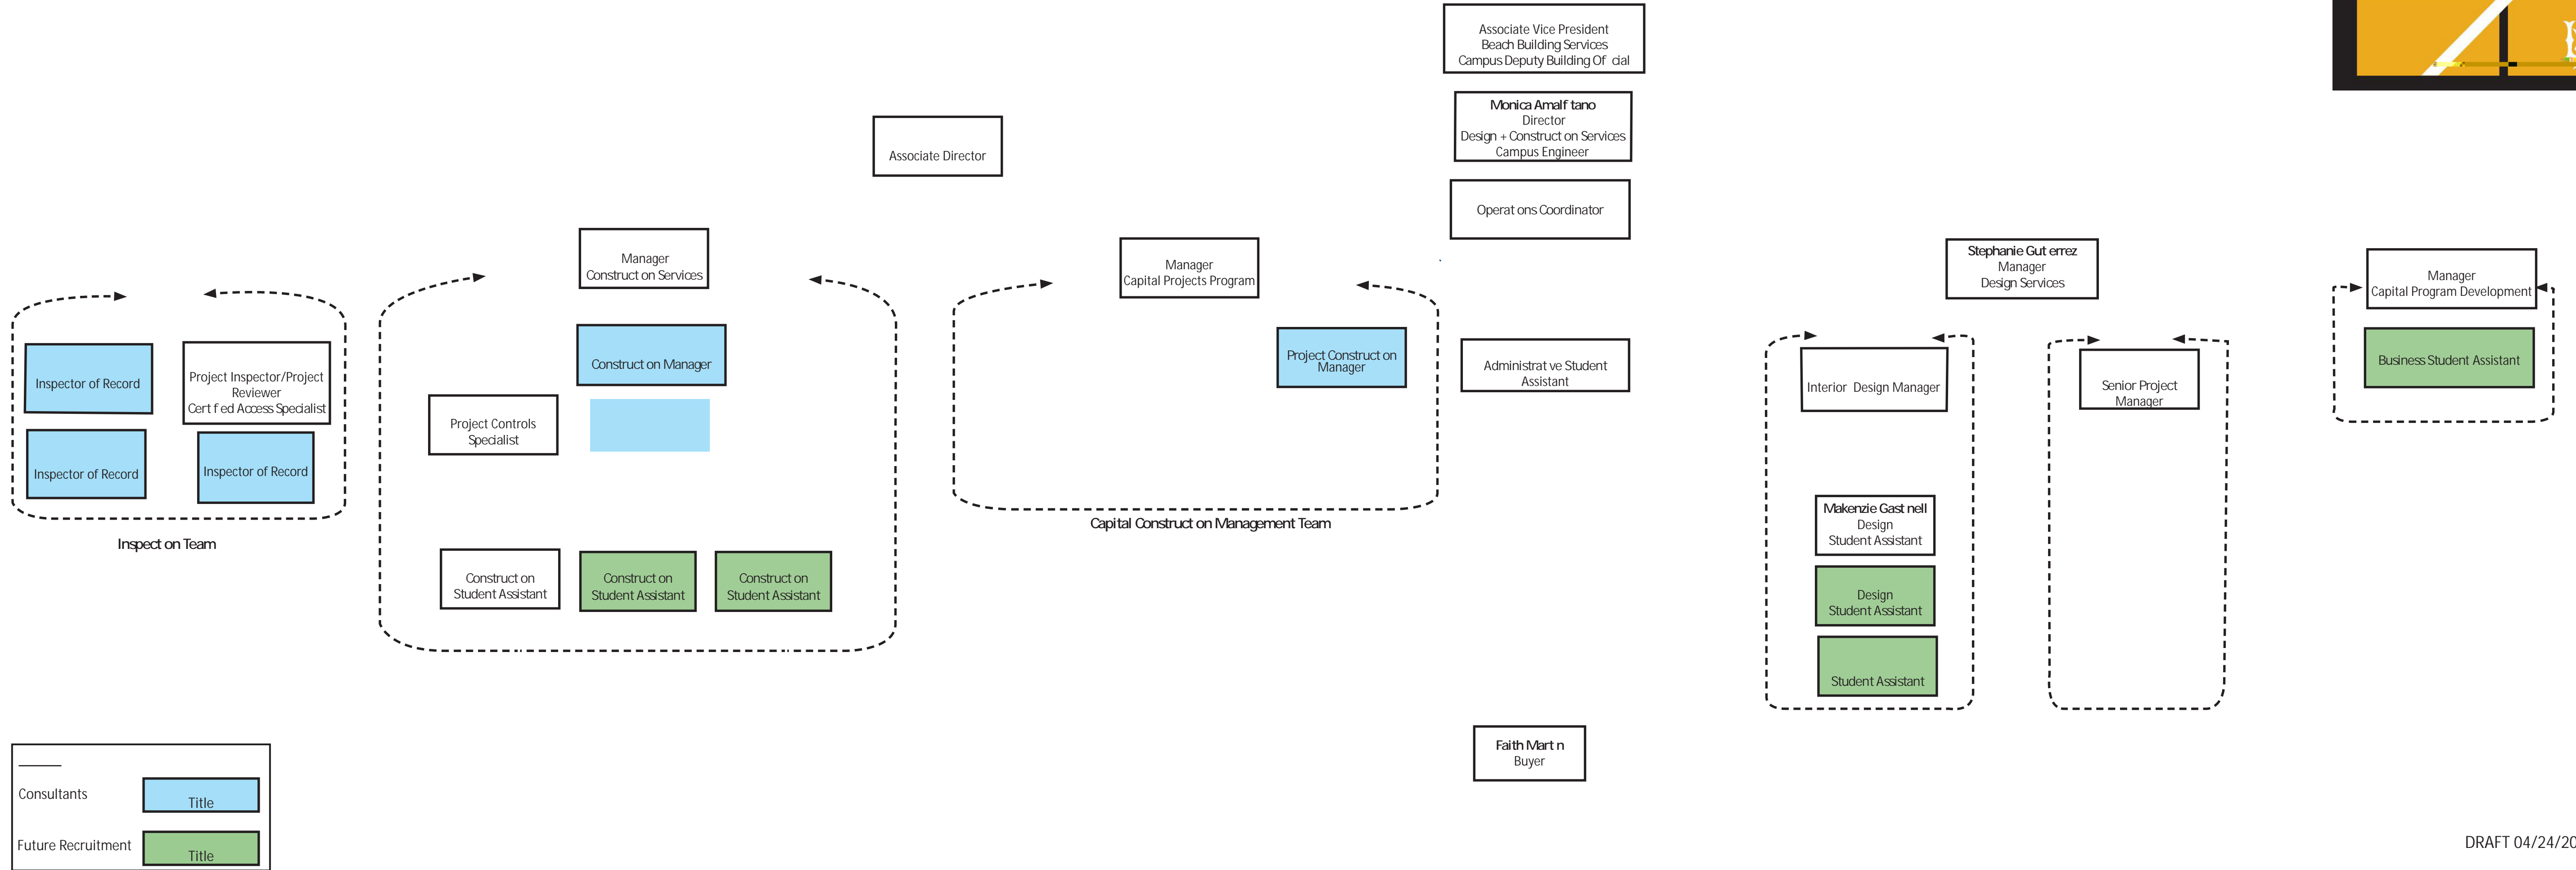 Associate Vice President
Beach Building Services
Campus Deputy Building Of cial
Monica Amalf tano
Director
Design + Construct on Services
Campus Engineer
Associate Director
Operat ons Coordinator
Manager
Construct on Services
Manager
Capital Projects Program
Stephanie Gut errez
Manager
Design Services
Manager
Capital Program Development
Inspector of Record
Project Inspector/Project
Reviewer
Cert f ed Access Specialist
Inspector of Record
Inspector of Record
Inspect on Team
Construct on Manager
Project Controls
Specialist
Construct on
Student Assistant
Construct on
Student Assistant
Construct on
Student Assistant
Project Construct on
Manager
Capital Construct on Management Team
Administrat ve Student
Assistant
Interior Design Manager
Senior Project
Manager
Business Student Assistant
Makenzie Gast nell
Design
Student Assistant
Design
Student Assistant
Student Assistant
Faith Mart n
Buyer
Consultants
Title
Future Recruitment
Title
DRAFT 04/24/20